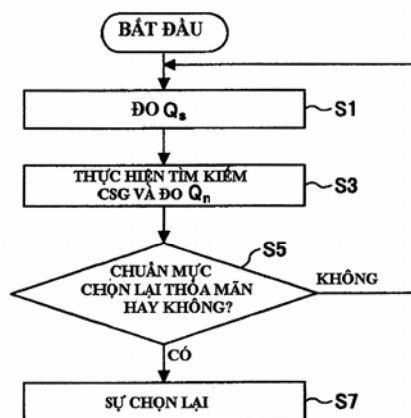 BẮT ĐẦU
ĐO Qs
S1
THỰC HIỆN TÌM KIẾM
CSG VÀ ĐO Qn
S3
S5
CHUẨN MỰC
CHỌN LẠI THỎA MÃN
HAY KHÔNG?
KHÔNG
CÓ
SỰ CHỌN LẠI
S7